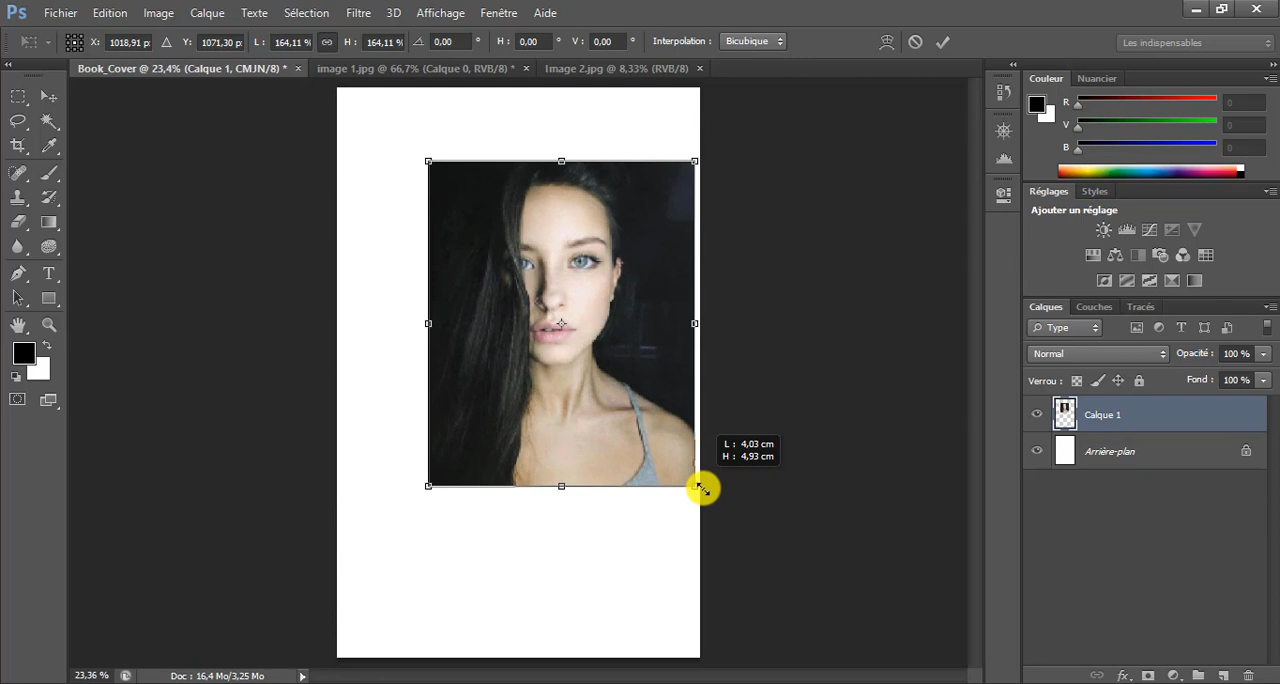 Ps Fichier Edition Image Calque Texte Sélection Filtre 3D Affichage Fenêtre Aide
X: 1018,91 p: Y: 1071,30 p: L: 164,11 % H: 164,11 % 0,00 ° H: 0,00 ° V: 0,00 ° Interpolation : Bicubique Les indispensables
Book_Cover @ 23,4% (Calque 1, CMJN/8) * × image 1.jpg @ 66,7% (Calque 0, RVB/8) * × Image 2.jpg @ 8,33% (RVB/8) ×
Couleur Nuancier
R 0
V 0
B 0
Réglages Styles
Ajouter un réglage
Calques Couches Tracés
Type
Normal Opacité : 100 %
Verrou : Fond : 100 %
Calque 1
Arrière-plan
L : 4,03 cm
H : 4,93 cm
23,36 % Doc : 16,4 Mo/3,25 Mo